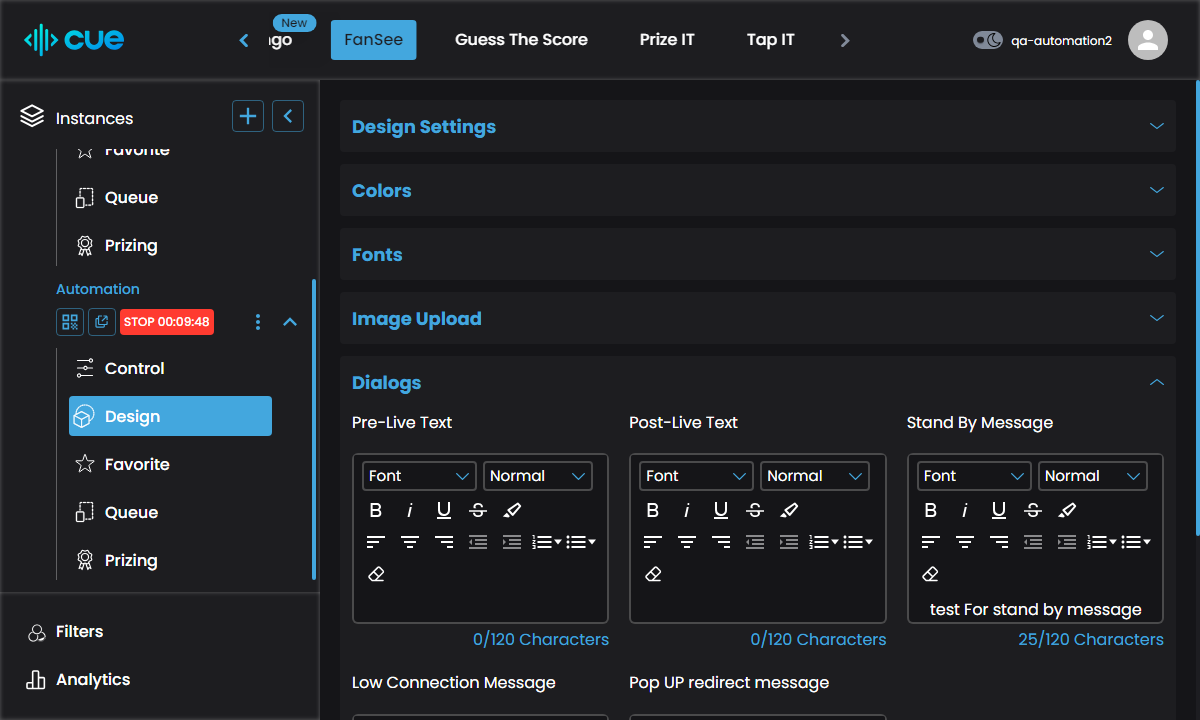 cue
New
FanSee
Guess The Score
Prize IT
Tap IT
qa-automation2
Instances
Favorite
Queue
Prizing
Automation
STOP 00:09:48
Control
Design
Favorite
Queue
Prizing
Filters
Analytics
Design Settings
Colors
Fonts
Image Upload
Dialogs
Pre-Live Text
Post-Live Text
Stand By Message
Font
Normal
Font
Normal
Font
Normal
test For stand by message
0/120 Characters
0/120 Characters
25/120 Characters
Low Connection Message
Pop UP redirect message